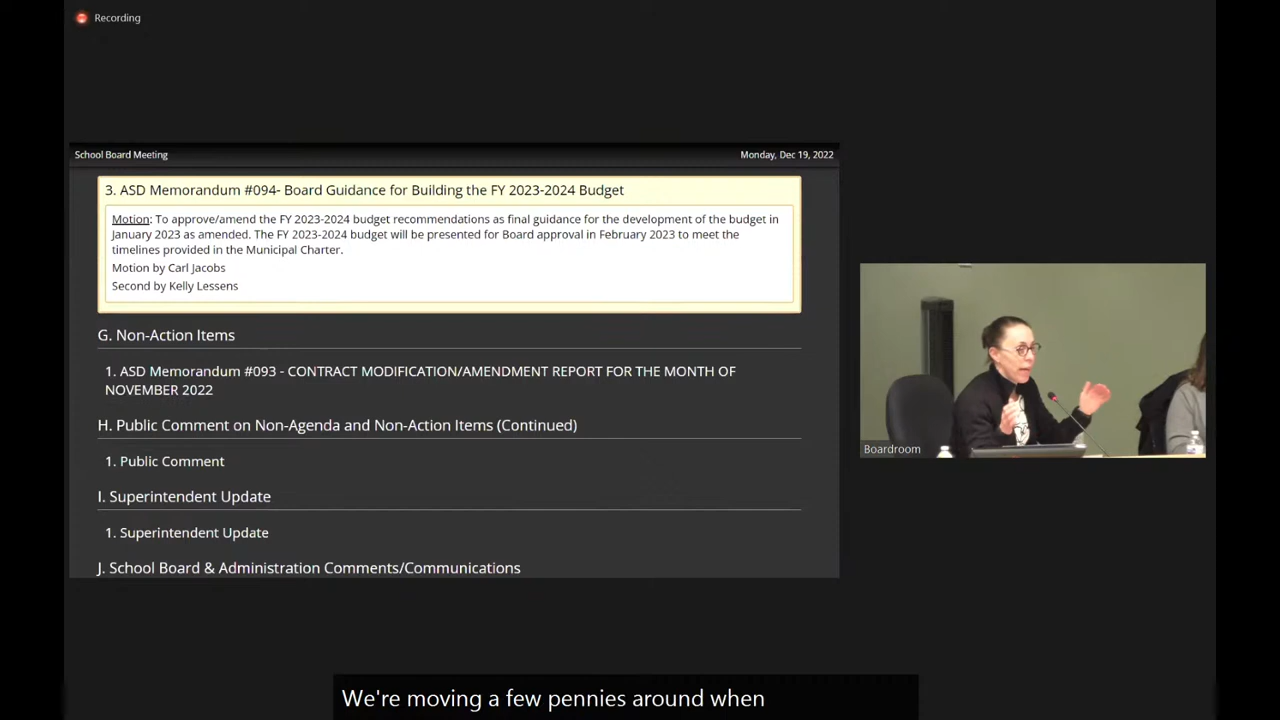 Recording
School Board Meeting
Monday, Dec 19, 2022
3. ASD Memorandum #094- Board Guidance for Building the FY 2023-2024 Budget
Motion: To approve/amend the FY 2023-2024 budget recommendations as final guidance for the development of the budget in
January 2023 as amended. The FY 2023-2024 budget will be presented for Board approval in February 2023 to meet the
timelines provided in the Municipal Charter.
Motion by Carl Jacobs
Second by Kelly Lessens
G. Non-Action Items
1. ASD Memorandum #093 - CONTRACT MODIFICATION/AMENDMENT REPORT FOR THE MONTH OF
NOVEMBER 2022
H. Public Comment on Non-Agenda and Non-Action Items (Continued)
1. Public Comment
I. Superintendent Update
1. Superintendent Update
J. School Board & Administration Comments/Communications
Boardroom
We're moving a few pennies around when